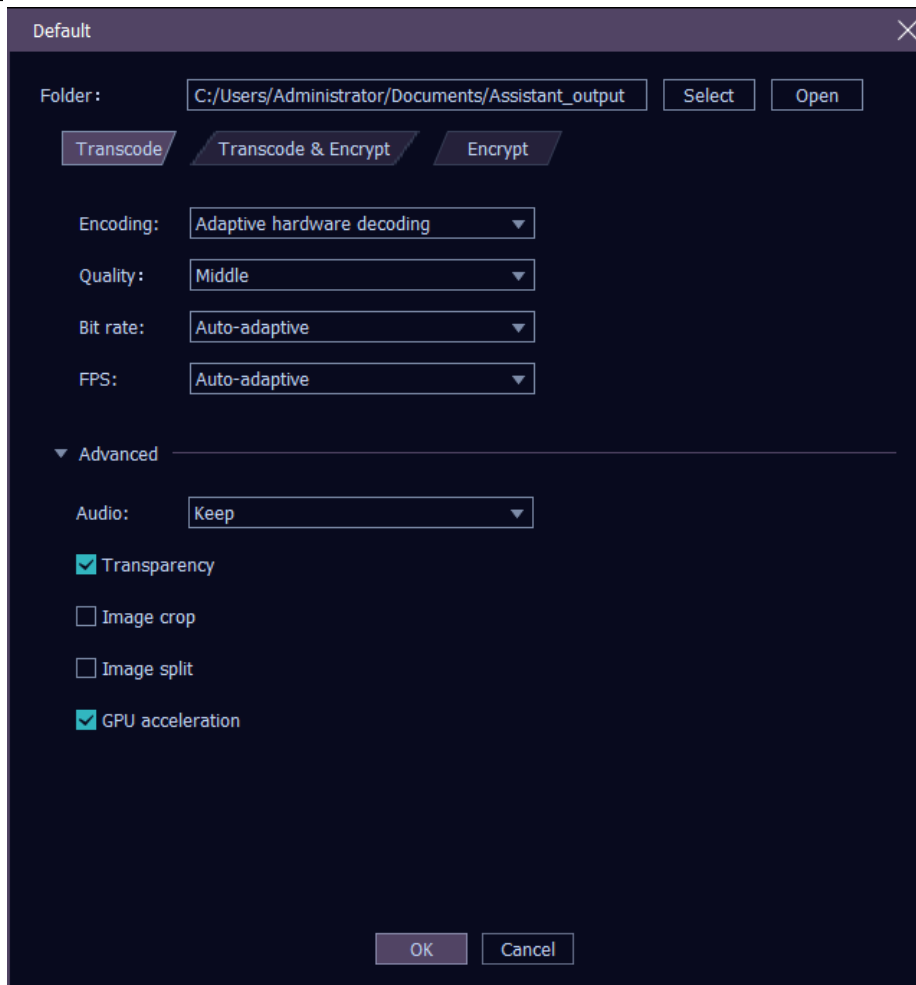 Default
Folder: C:/Users/Administrator/Documents/Assistant_output Select Open
Transcode Transcode & Encrypt Encrypt
Encoding: Adaptive hardware decoding
Quality: Middle
Bit rate: Auto-adaptive
FPS: Auto-adaptive
Advanced
Audio: Keep
Transparency
Image crop
Image split
GPU acceleration
OK Cancel